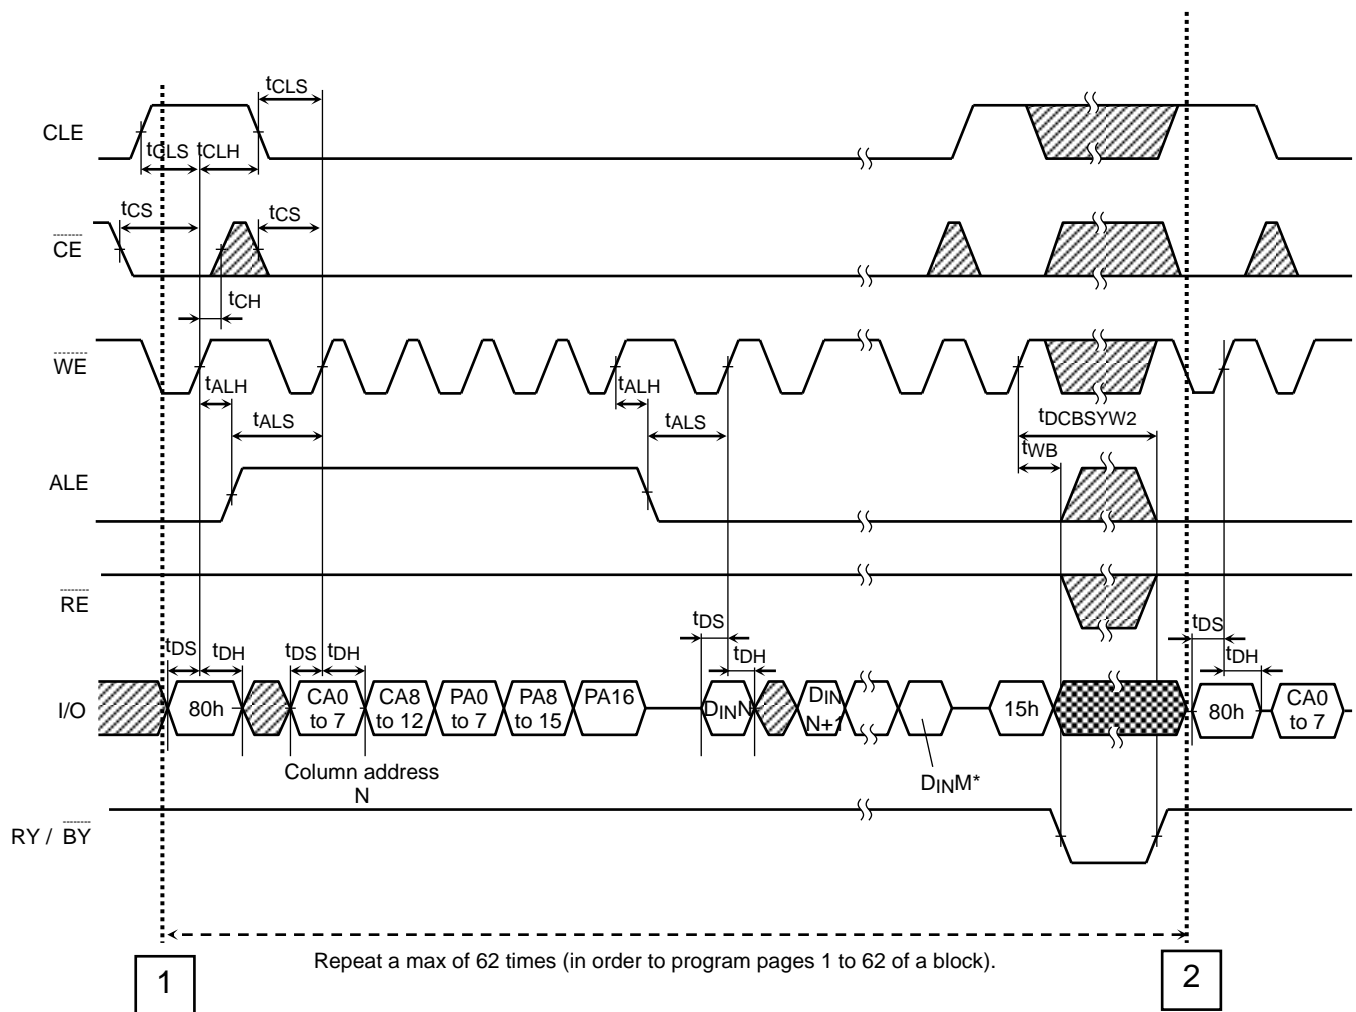 tCLS
CLE
tCLS tCLH
tCS tCS
CE
tCH
WE
tALH tALH
tALS tALS
tDCBSYW2
tWB
ALE
RE
tDS tDH tDS tDH tDS tDH tDS tDH
I/O
80h
CA0 to 7
CA8 to 12
PA0 to 7
PA8 to 15
PA16
DINN
DIN N+1
15h
80h
CA0 to 7
Column address
N
DINM*
RY / BY
1
Repeat a max of 62 times (in order to program pages 1 to 62 of a block).
2